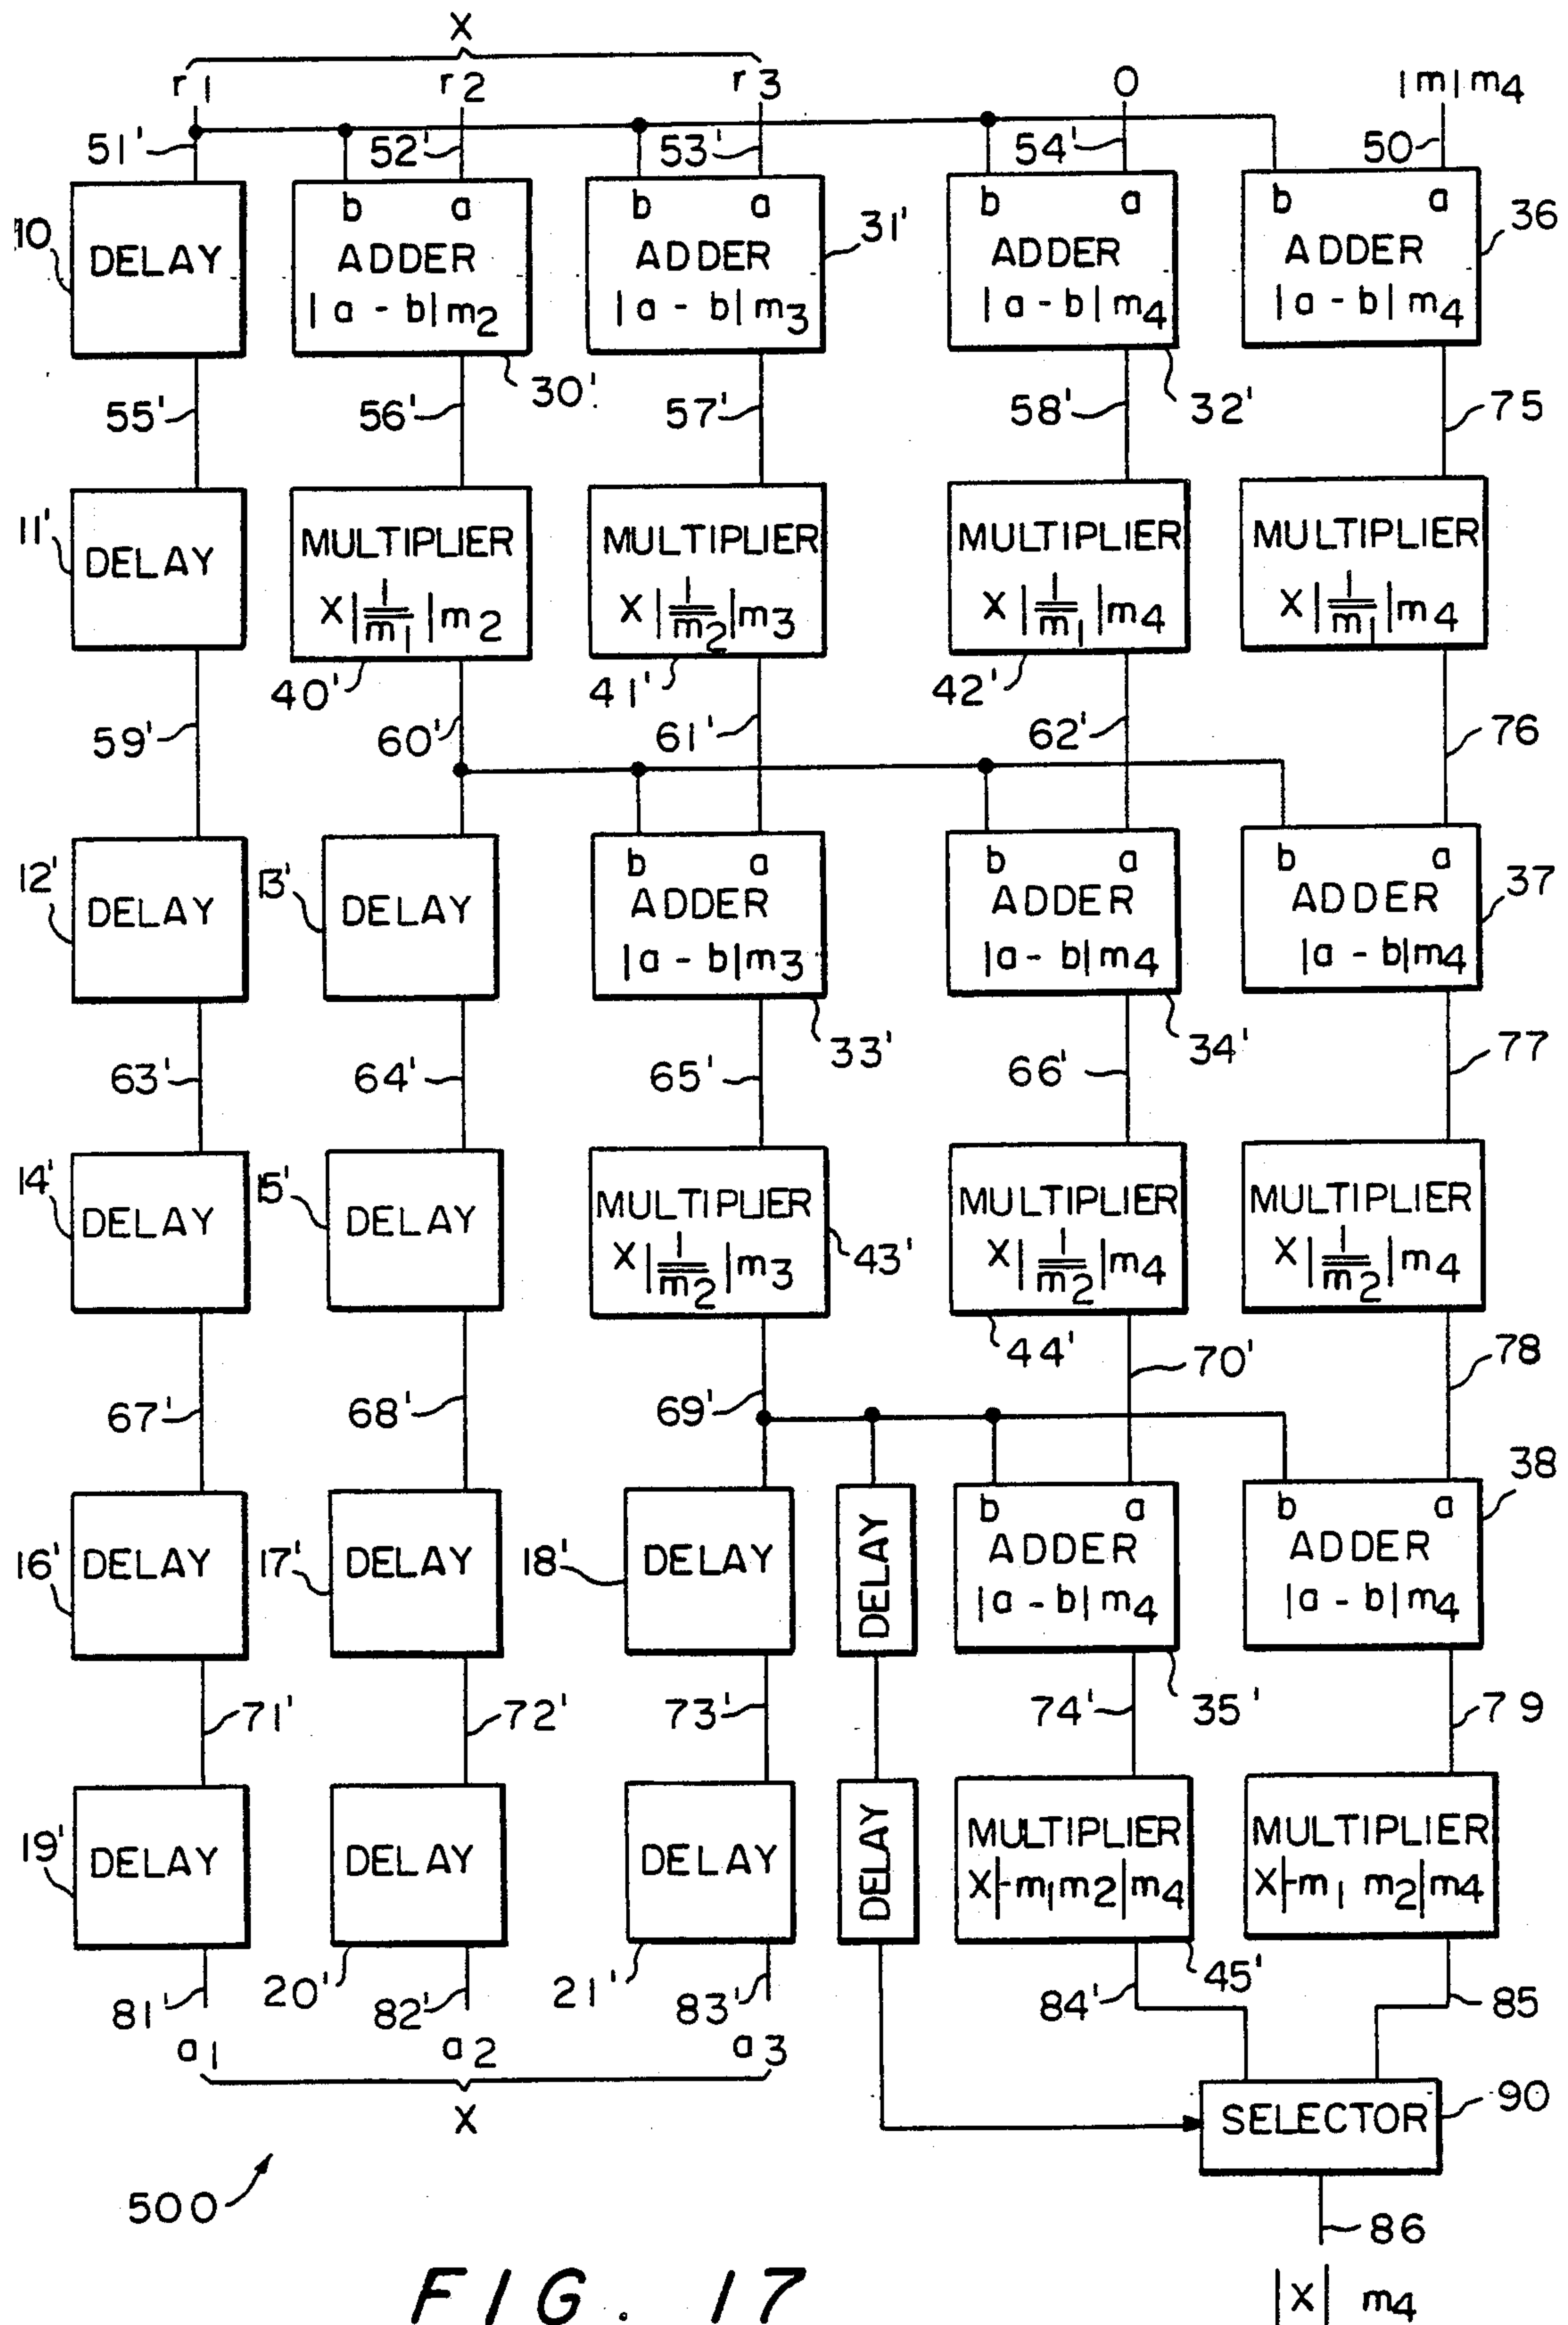 X
r1 r2 r3 0 |m|m4
51' 52' 53' 54' 50
b a b a b a b a
10 DELAY ADDER ADDER 31' ADDER ADDER 36
|a - b|m2 |a - b|m3 |a - b|m4 |a - b|m4
30' 32'
55' 56' 57' 58' 75
11' DELAY MULTIPLIER MULTIPLIER MULTIPLIER MULTIPLIER
X|1/m1|m2 X|1/m2|m3 X|1/m1|m4 X|1/m1|m4
40' 41' 42'
59' 60' 61' 62' 76
b a b a b a
12' DELAY 13' DELAY ADDER ADDER ADDER 37
|a - b|m3 |a - b|m4 |a - b|m4
33' 34'
63' 64' 65' 66' 77
14' DELAY 15' DELAY MULTIPLIER MULTIPLIER MULTIPLIER
X|1/m2|m3 43' X|1/m2|m4 X|1/m2|m4
44'
67' 68' 69' 70' 78
b a b a 38
16' DELAY 17' DELAY 18' DELAY DELAY ADDER ADDER
|a - b|m4 |a - b|m4
35'
71' 72' 73' 74' 79
19' DELAY DELAY DELAY DELAY MULTIPLIER MULTIPLIER
X|-m1m2|m4 X|-m1 m2|m4
20' 21' 45'
81' 82' 83' 84' 85
a1 a2 a3
X
SELECTOR 90
500
86
FIG. 17
|X| m4